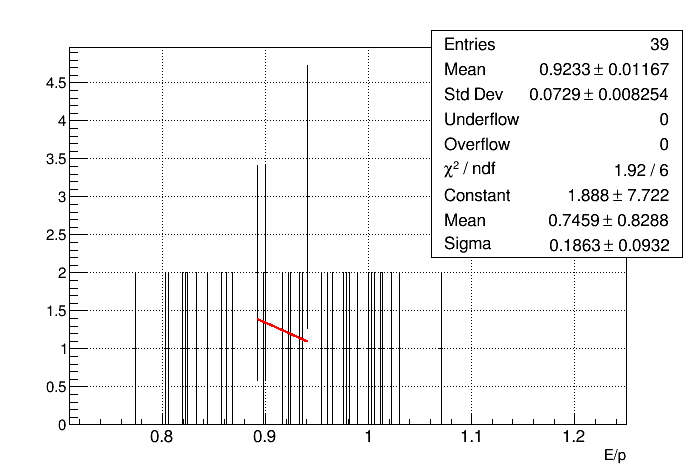 Entries 39
Mean 0.9233 ± 0.01167
Std Dev 0.0729 ± 0.008254
Underflow 0
Overflow 0
χ² / ndf 1.92 / 6
Constant 1.888 ± 7.722
Mean 0.7459 ± 0.8288
Sigma 0.1863 ± 0.0932
4.5
4
3.5
3
2.5
2
1.5
1
0.5
0
0.8 0.9 1 1.1 1.2
E/p